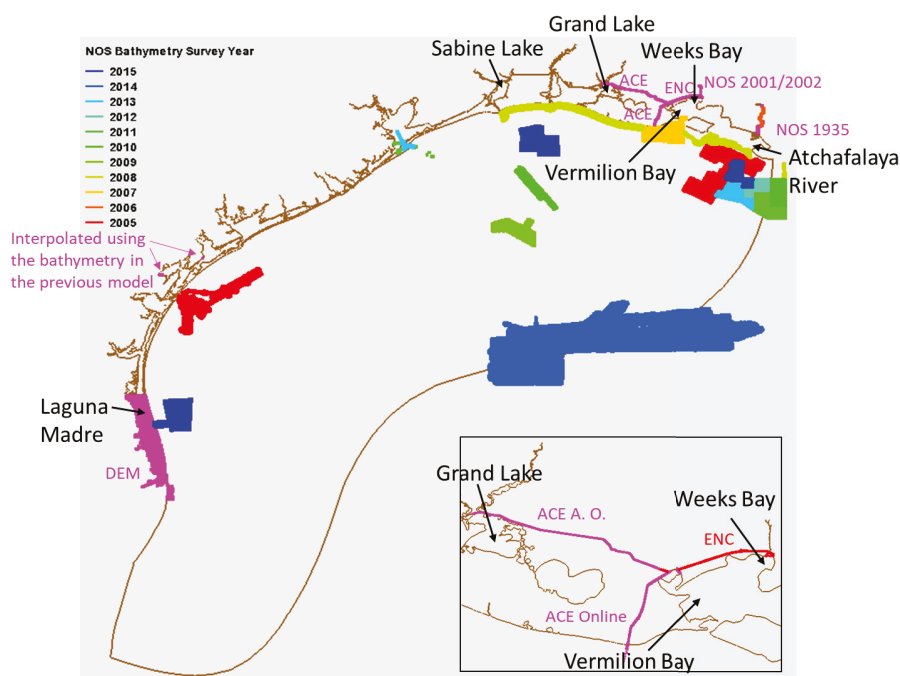 Grand Lake
Sabine Lake
Weeks Bay
NOS Bathymetry Survey Year
2015
2014
2013
2012
2011
2010
2009
2008
2007
2006
2005
ACE
ENC
NOS 2001/2002
ACE
NOS 1935
Vermilion Bay
Atchafalaya
River
Interpolated using
the bathymetry in
the previous model
Laguna
Madre
DEM
Grand Lake
Weeks Bay
ACE A. O.
ENC
ACE Online
Vermilion Bay